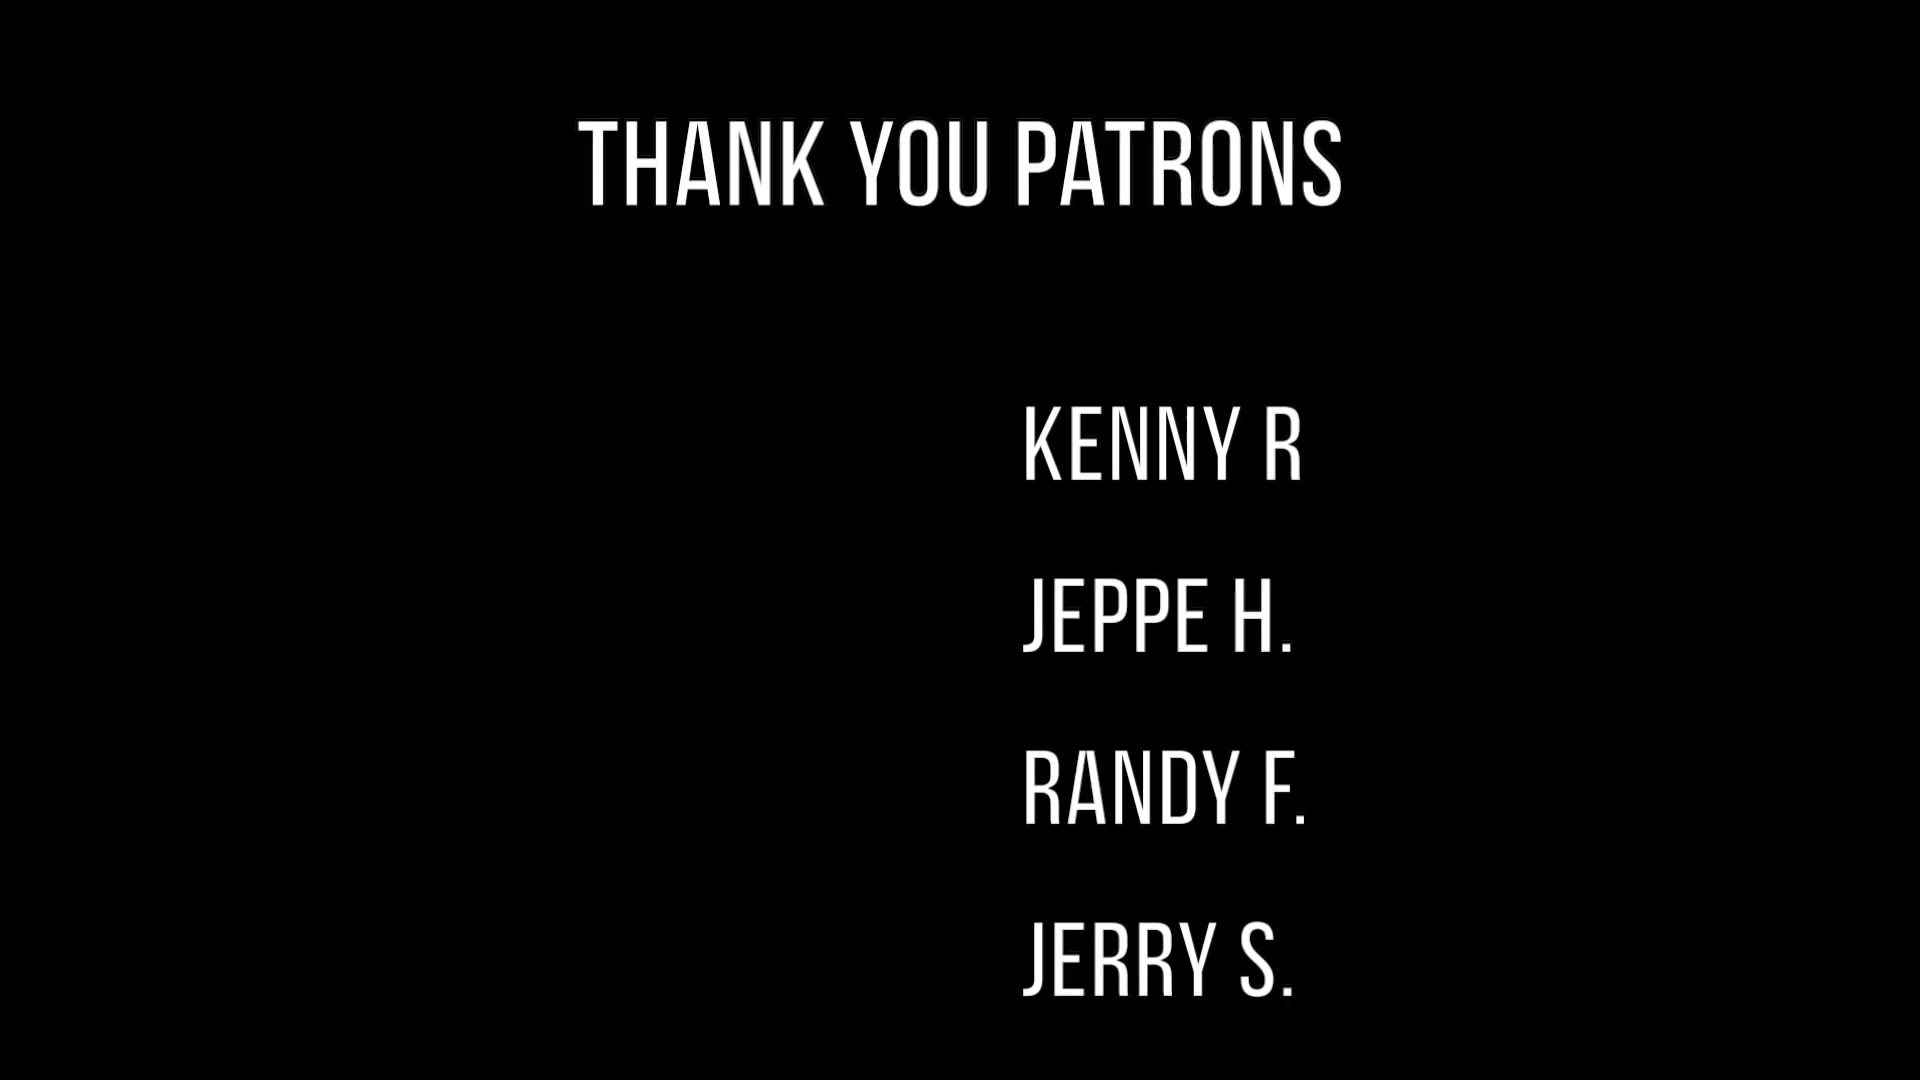 THANK YOU PATRONS
KENNY R
JEPPE H.
RANDY F.
JERRY S.